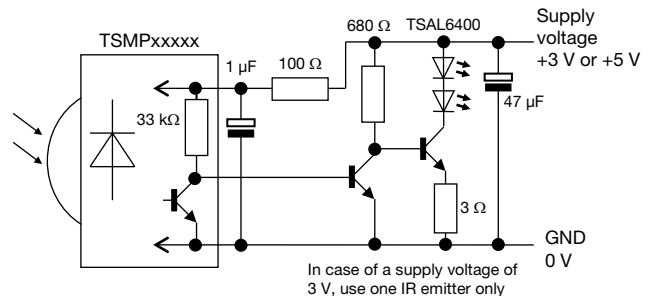 TSMPxxxxx
680 Ω
TSAL6400
Supply
voltage
+3 V or +5 V
1 µF
100 Ω
33 kΩ
47 µF
3 Ω
GND
0 V
In case of a supply voltage of
3 V, use one IR emitter only